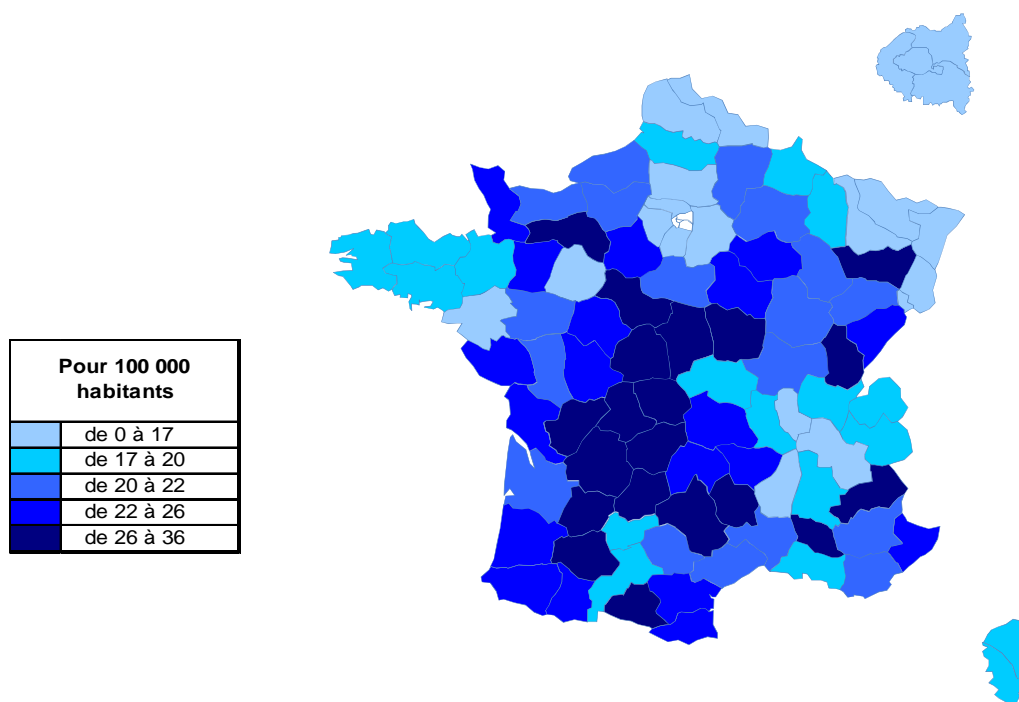 Pour 100 000
habitants
de 0 à 17
de 17 à 20
de 20 à 22
de 22 à 26
de 26 à 36